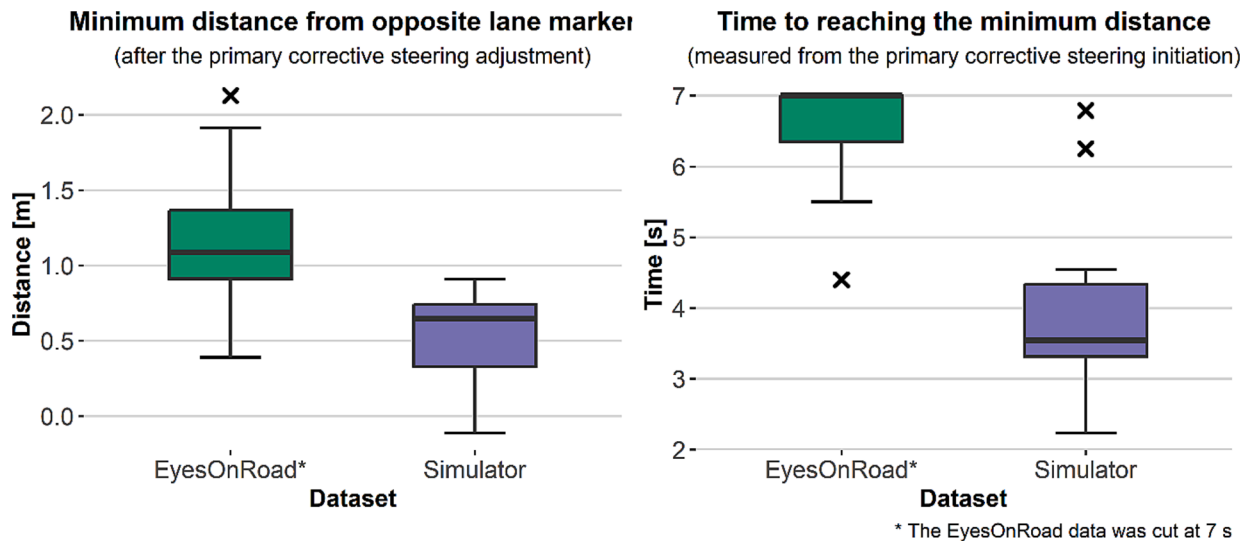 Minimum distance from opposite lane marker
(after the primary corrective steering adjustment)
Distance [m]
2.0
1.5
1.0
0.5
0.0
EyesOnRoad*
Simulator
Dataset
Time to reaching the minimum distance
(measured from the primary corrective steering initiation)
Time [s]
7
6
5
4
3
2
EyesOnRoad*
Simulator
Dataset
* The EyesOnRoad data was cut at 7 s